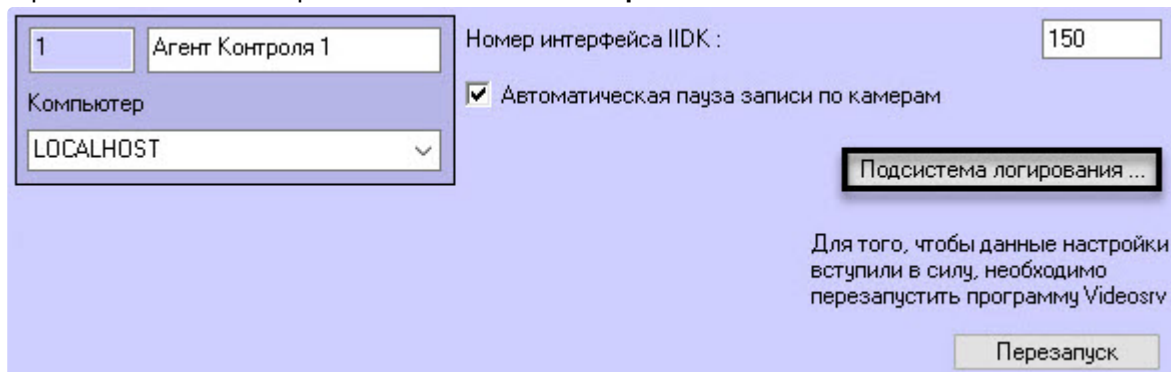 1
Агент Контроля 1
Компьютер
LOCALHOST
Номер интерфейса IIDK :
150
Автоматическая пауза записи по камерам
Подсистема логирования ...
Для того, чтобы данные настройки
вступили в силу, необходимо
перезапустить программу Videosrv
Перезапуск